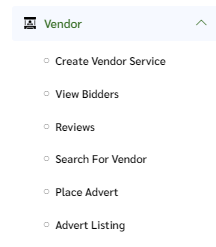 Vendor
Create Vendor Service
View Bidders
Reviews
Search For Vendor
Place Advert
Advert Listing